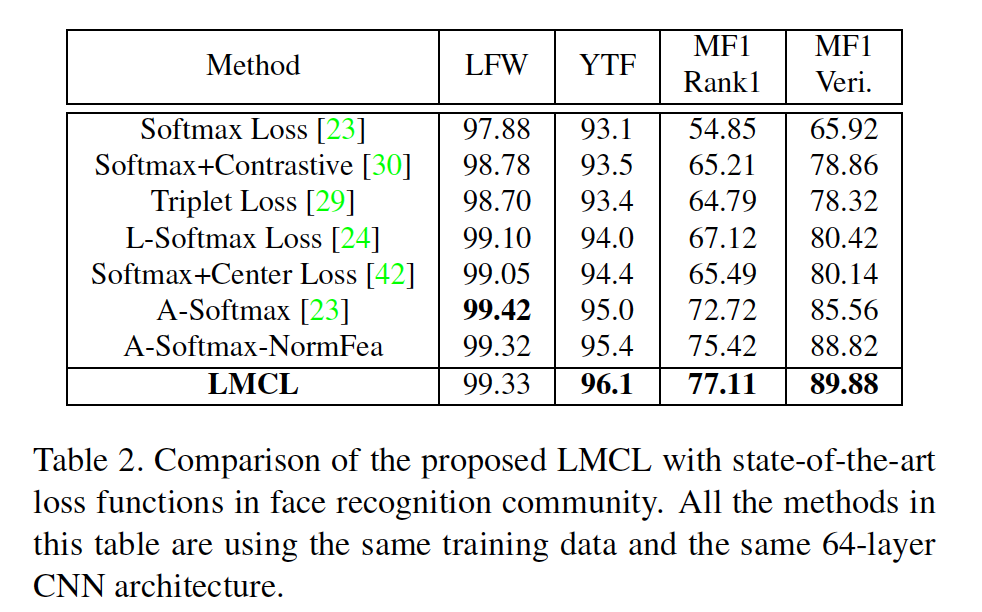 Method LFW YTF MF1 Rank1 MF1 Veri.
Softmax Loss [23] 97.88 93.1 54.85 65.92
Softmax+Contrastive [30] 98.78 93.5 65.21 78.86
Triplet Loss [29] 98.70 93.4 64.79 78.32
L-Softmax Loss [24] 99.10 94.0 67.12 80.42
Softmax+Center Loss [42] 99.05 94.4 65.49 80.14
A-Softmax [23] 99.42 95.0 72.72 85.56
A-Softmax-NormFea 99.32 95.4 75.42 88.82
LMCL 99.33 96.1 77.11 89.88
Table 2. Comparison of the proposed LMCL with state-of-the-art
loss functions in face recognition community. All the methods in
this table are using the same training data and the same 64-layer
CNN architecture.